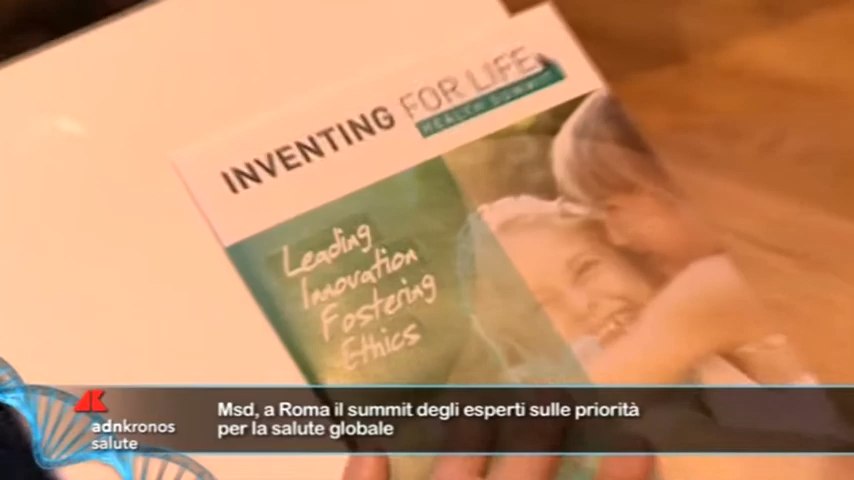 INVENTING FOR LIFE
HEALTH SUMMIT
Leading
Innovation
Fostering
Ethics
adnkronos
salute
Msd, a Roma il summit degli esperti sulle priorità
per la salute globale